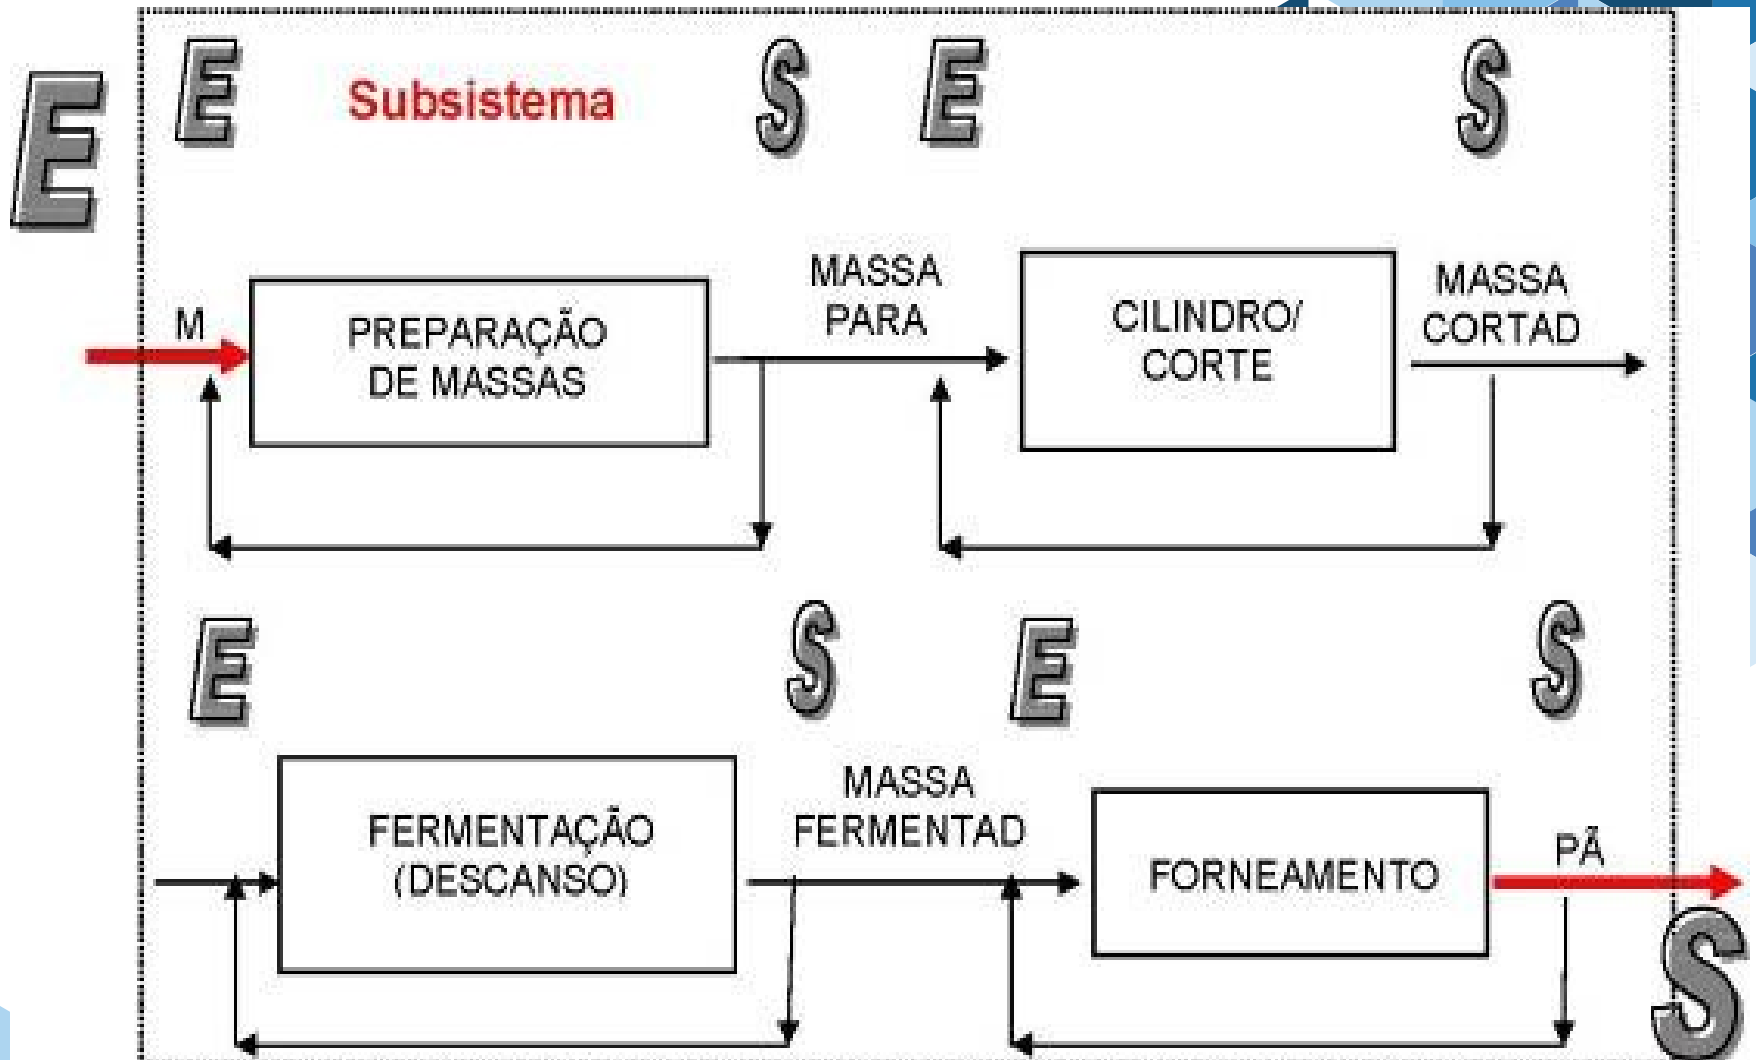 E
E Subsistema S E S
M
PREPARAÇÃO
DE MASSAS
MASSA
PARA
CILINDRO/
CORTE
MASSA
CORTAD
E S E S
FERMENTAÇÃO
(DESCANSO)
MASSA
FERMENTAD
FORNEAMENTO
PÃ
S